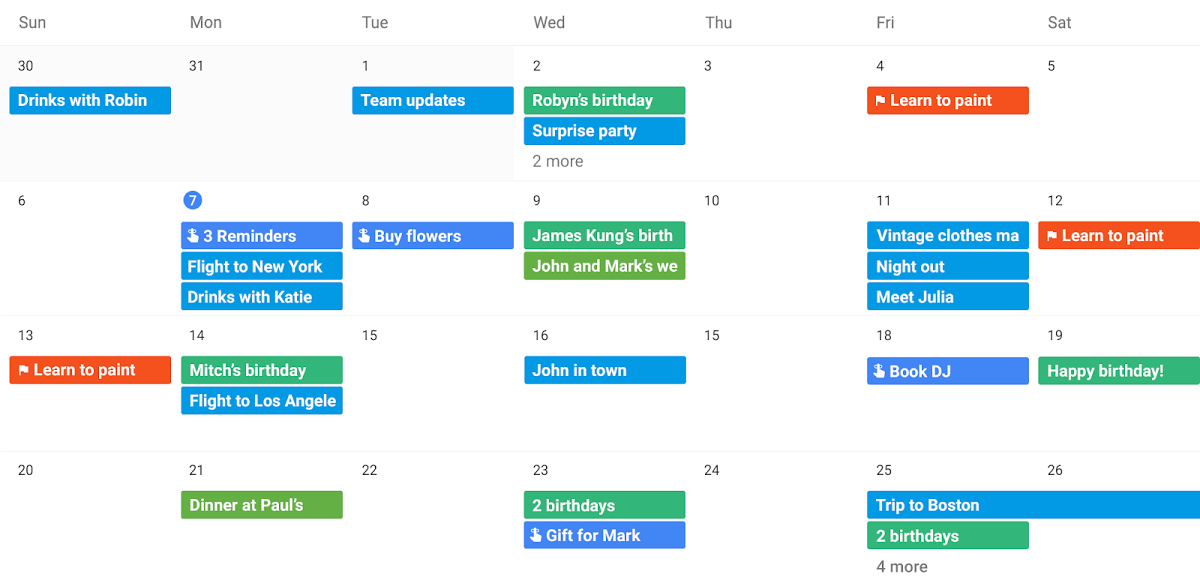 Sun Mon Tue Wed Thu Fri Sat
30 31 1 2 3 4 5
Drinks with Robin Team updates Robyn’s birthday Learn to paint
Surprise party
2 more
6 7 8 9 10 11 12
3 Reminders Buy flowers James Kung’s birth Vintage clothes ma Learn to paint
Flight to New York John and Mark’s we Night out
Drinks with Katie Meet Julia
13 14 15 16 15 18 19
Learn to paint Mitch’s birthday John in town Book DJ Happy birthday!
Flight to Los Angele
20 21 22 23 24 25 26
Dinner at Paul’s 2 birthdays Trip to Boston
Gift for Mark 2 birthdays
4 more